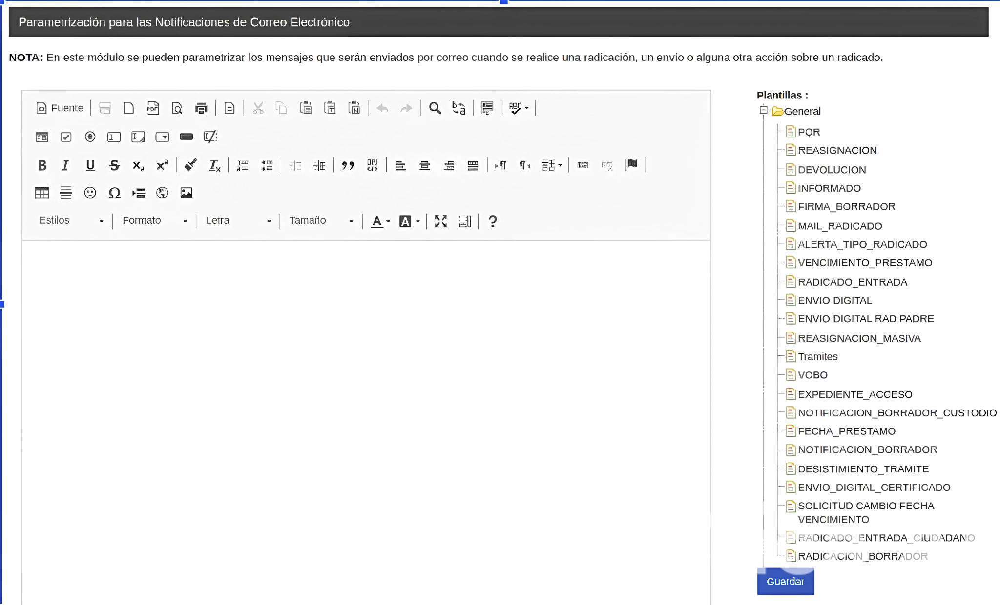 Parametrización para las Notificaciones de Correo Electrónico
NOTA: En este módulo se pueden parametrizar los mensajes que serán enviados por correo cuando se realice una radicación, un envio o alguna otra acción sobre un radicado.
Fuente
Estilos Formato Letra Tamaño
Plantillas :
General
PQR
REASIGNACION
DEVOLUCION
INFORMADO
FIRMA_BORRADOR
MAIL_RADICADO
ALERTA_TIPO_RADICADO
VENCIMIENTO_PRESTAMO
RADICADO_ENTRADA
ENVIO DIGITAL
ENVIO DIGITAL RAD PADRE
REASIGNACION_MASIVA
Tramites
VOBO
EXPEDIENTE_ACCESO
NOTIFICACION_BORRADOR_CUSTODIO
FECHA_PRESTAMO
NOTIFICACION_BORRADOR
DESISTIMIENTO_TRAMITE
ENVIO_DIGITAL_CERTIFICADO
SOLICITUD CAMBIO FECHA
VENCIMIENTO
RADICADO_ENTRADA_CIUDADANO
RADICACION_BORRADOR
Guardar